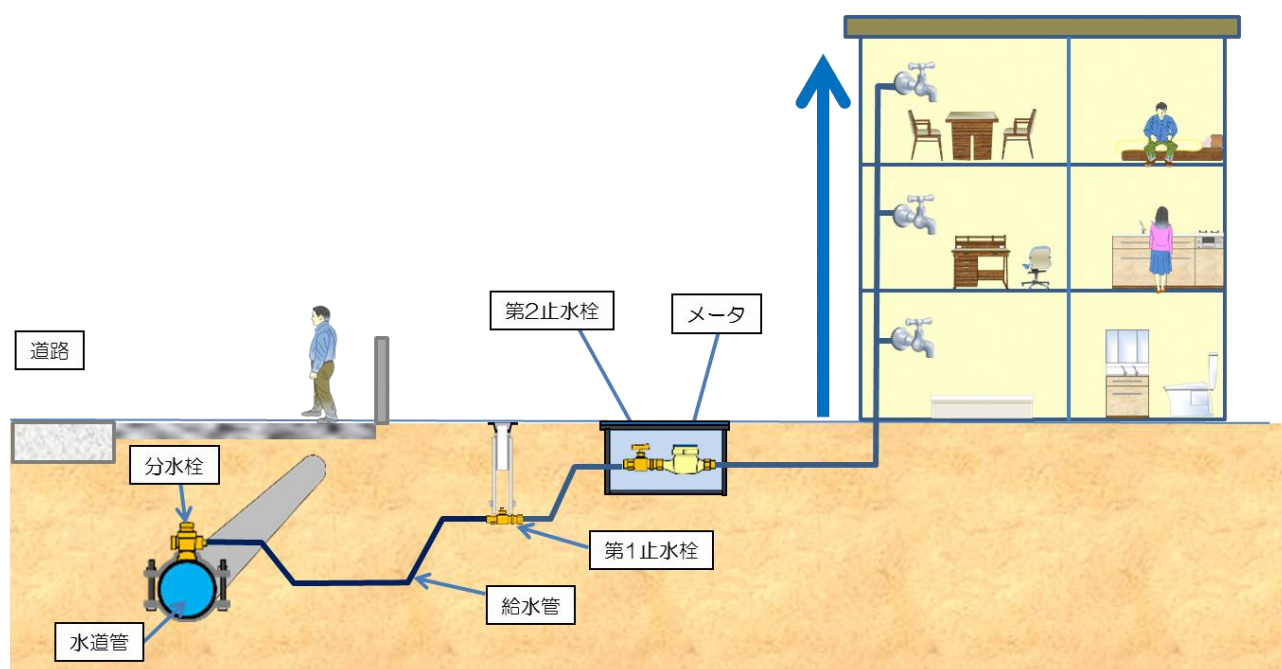 第2止水栓
メータ
道路
分水栓
第1止水栓
給水管
水道管